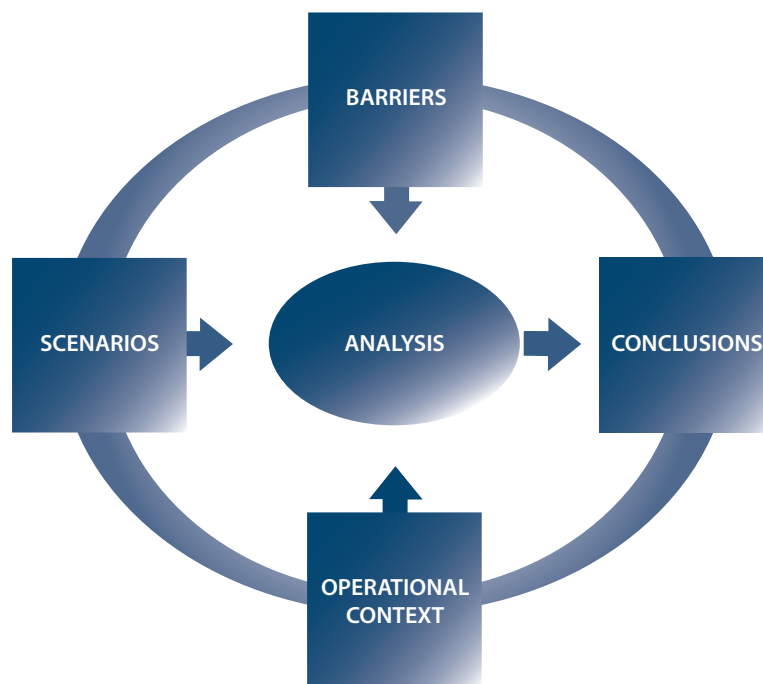 BARRIERS
SCENARIOS
ANALYSIS
CONCLUSIONS
OPERATIONAL
CONTEXT